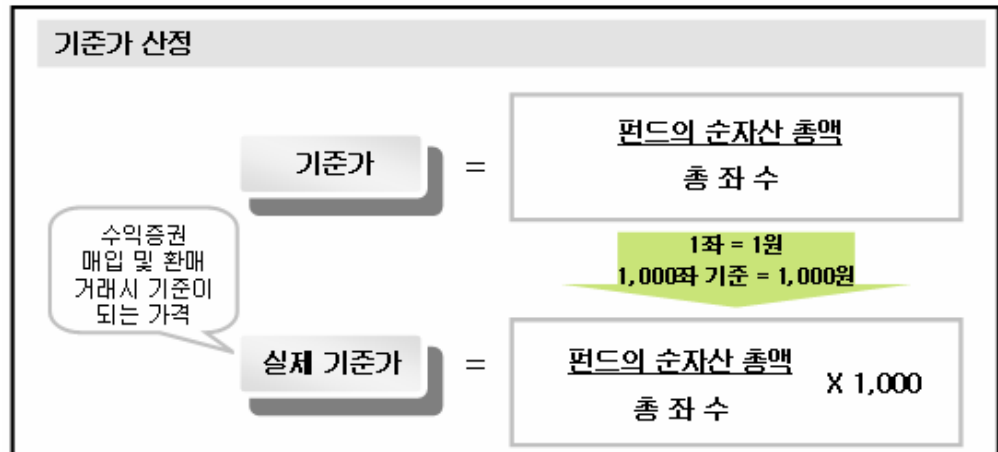 기준가 산정
기준가
=
펀드의 순자산 총액
총 좌 수
수익증권
매입 및 환매
거래시 기준이
되는 가격
1좌 = 1원
1,000좌 기준 = 1,000원
실제 기준가
=
펀드의 순자산 총액
총 좌 수
X 1,000